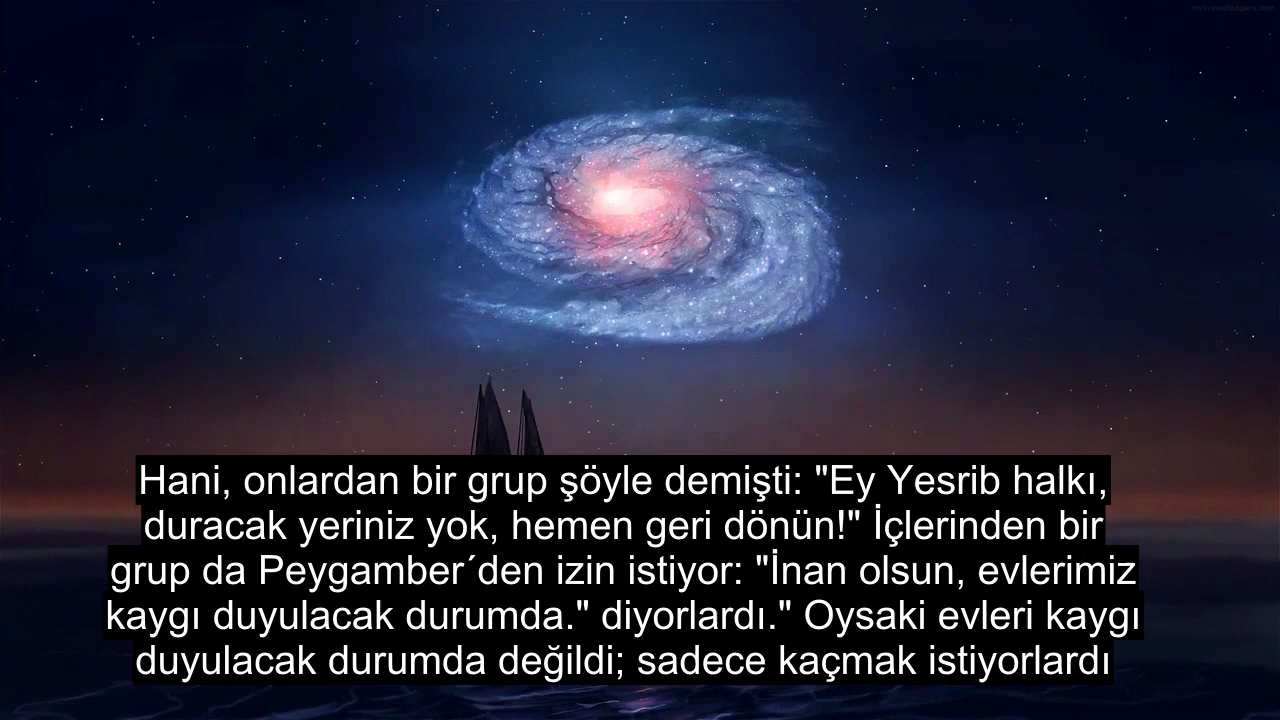 mylivewallpapers.com
Hani, onlardan bir grup şöyle demişti: "Ey Yesrib halkı,
duracak yeriniz yok, hemen geri dönün!" İçlerinden bir
grup da Peygamber´den izin istiyor: "İnan olsun, evlerimiz
kaygı duyulacak durumda." diyorlardı." Oysaki evleri kaygı
duyulacak durumda değildi; sadece kaçmak istiyorlardı